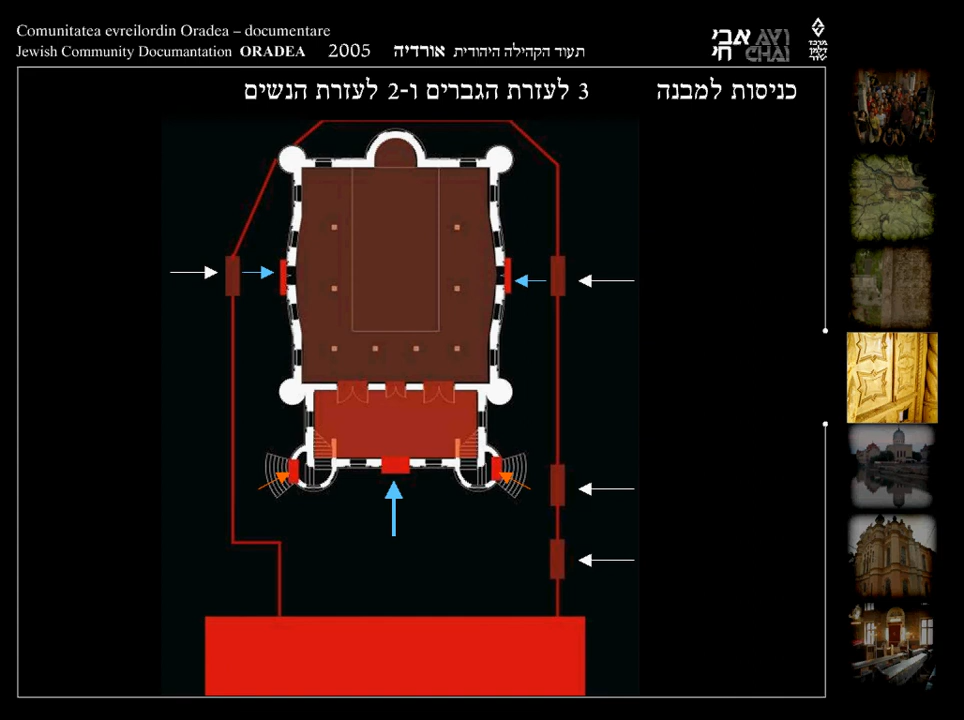 Comunitatea evreilordin Oradea – documentare
Jewish Community Documantation ORADEA 2005 תעוד הקהילה היהודית אורדיה
אבי חי AVI CHAI
כניסות למבנה 3 לעזרת הגברים ו-2 לעזרת הנשים